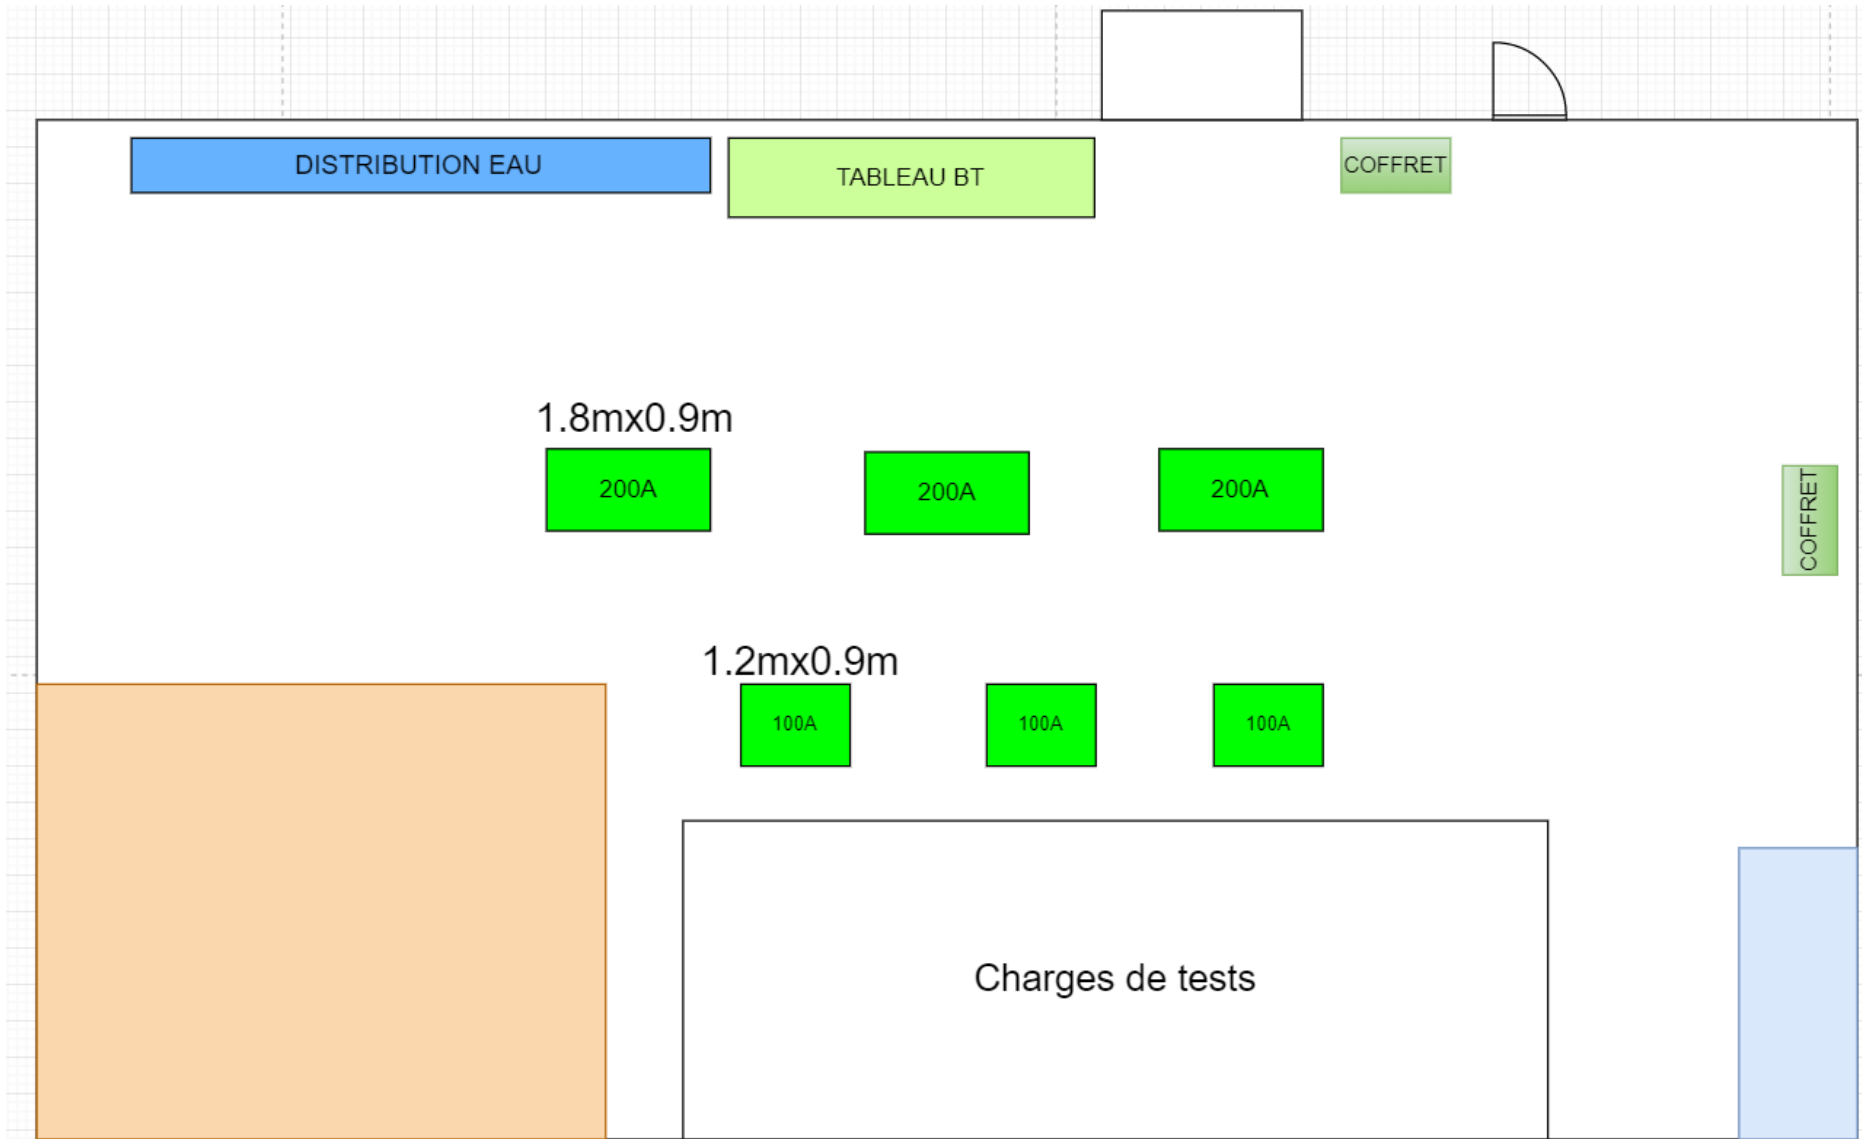 DISTRIBUTION EAU
TABLEAU BT
COFFRET
1.8mx0.9m
200A
200A
200A
COFFRET
1.2mx0.9m
100A
100A
100A
Charges de tests